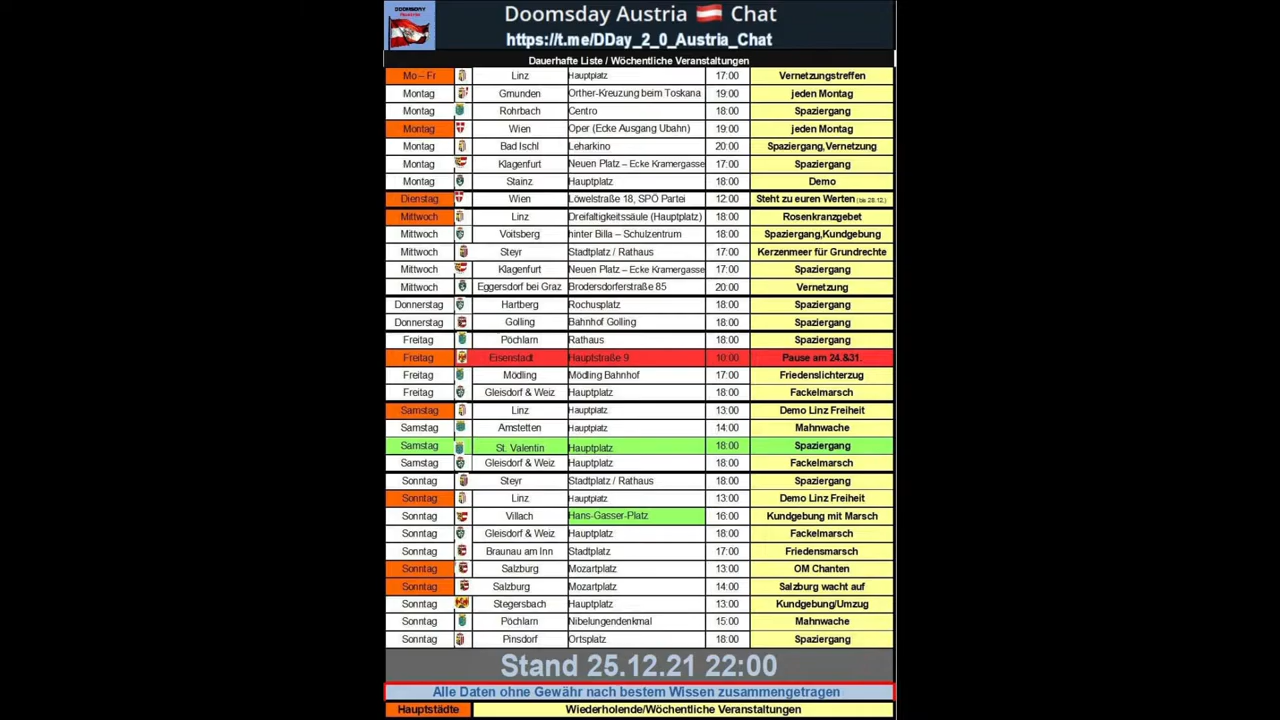 DOOMSDAY
Austria
Doomsday Austria 🇦🇹 Chat
https://t.me/DDay_2_0_Austria_Chat
Dauerhafte Liste / Wöchentliche Veranstaltungen
Mo – Fr Linz Hauptplatz 17:00 Vernetzungstreffen
Montag Gmunden Orther-Kreuzung beim Toskana 19:00 jeden Montag
Montag Rohrbach Centro 18:00 Spaziergang
Montag Wien Oper (Ecke Ausgang Ubahn) 19:00 jeden Montag
Montag Bad Ischl Leharkino 20:00 Spaziergang,Vernetzung
Montag Klagenfurt Neuen Platz – Ecke Kramergasse 17:00 Spaziergang
Montag Stainz Hauptplatz 18:00 Demo
Dienstag Wien Löwelstraße 18, SPÖ Partei 12:00 Steht zu euren Werten (bis 28.12.)
Mittwoch Linz Dreifaltigkeitssäule (Hauptplatz) 18:00 Rosenkranzgebet
Mittwoch Voitsberg hinter Billa – Schulzentrum 18:00 Spaziergang,Kundgebung
Mittwoch Steyr Stadtplatz / Rathaus 17:00 Kerzenmeer für Grundrechte
Mittwoch Klagenfurt Neuen Platz – Ecke Kramergasse 17:00 Spaziergang
Mittwoch Eggersdorf bei Graz Brodersdorferstraße 85 20:00 Vernetzung
Donnerstag Hartberg Rochusplatz 18:00 Spaziergang
Donnerstag Golling Bahnhof Golling 18:00 Spaziergang
Freitag Pöchlarn Rathaus 18:00 Spaziergang
Freitag Eisenstadt Hauptstraße 9 10:00 Pause am 24.&31.
Freitag Mödling Mödling Bahnhof 17:00 Friedenslichterzug
Freitag Gleisdorf & Weiz Hauptplatz 18:00 Fackelmarsch
Samstag Linz Hauptplatz 13:00 Demo Linz Freiheit
Samstag Amstetten Hauptplatz 14:00 Mahnwache
Samstag St. Valentin Hauptplatz 18:00 Spaziergang
Samstag Gleisdorf & Weiz Hauptplatz 18:00 Fackelmarsch
Sonntag Steyr Stadtplatz / Rathaus 18:00 Spaziergang
Sonntag Linz Hauptplatz 13:00 Demo Linz Freiheit
Sonntag Villach Hans-Gasser-Platz 16:00 Kundgebung mit Marsch
Sonntag Gleisdorf & Weiz Hauptplatz 18:00 Fackelmarsch
Sonntag Braunau am Inn Stadtplatz 17:00 Friedensmarsch
Sonntag Salzburg Mozartplatz 13:00 OM Chanten
Sonntag Salzburg Mozartplatz 14:00 Salzburg wacht auf
Sonntag Stegersbach Hauptplatz 13:00 Kundgebung/Umzug
Sonntag Pöchlarn Nibelungendenkmal 15:00 Mahnwache
Sonntag Pinsdorf Ortsplatz 18:00 Spaziergang
Stand 25.12.21 22:00
Alle Daten ohne Gewähr nach bestem Wissen zusammengetragen
Hauptstädte Wiederholende/Wöchentliche Veranstaltungen